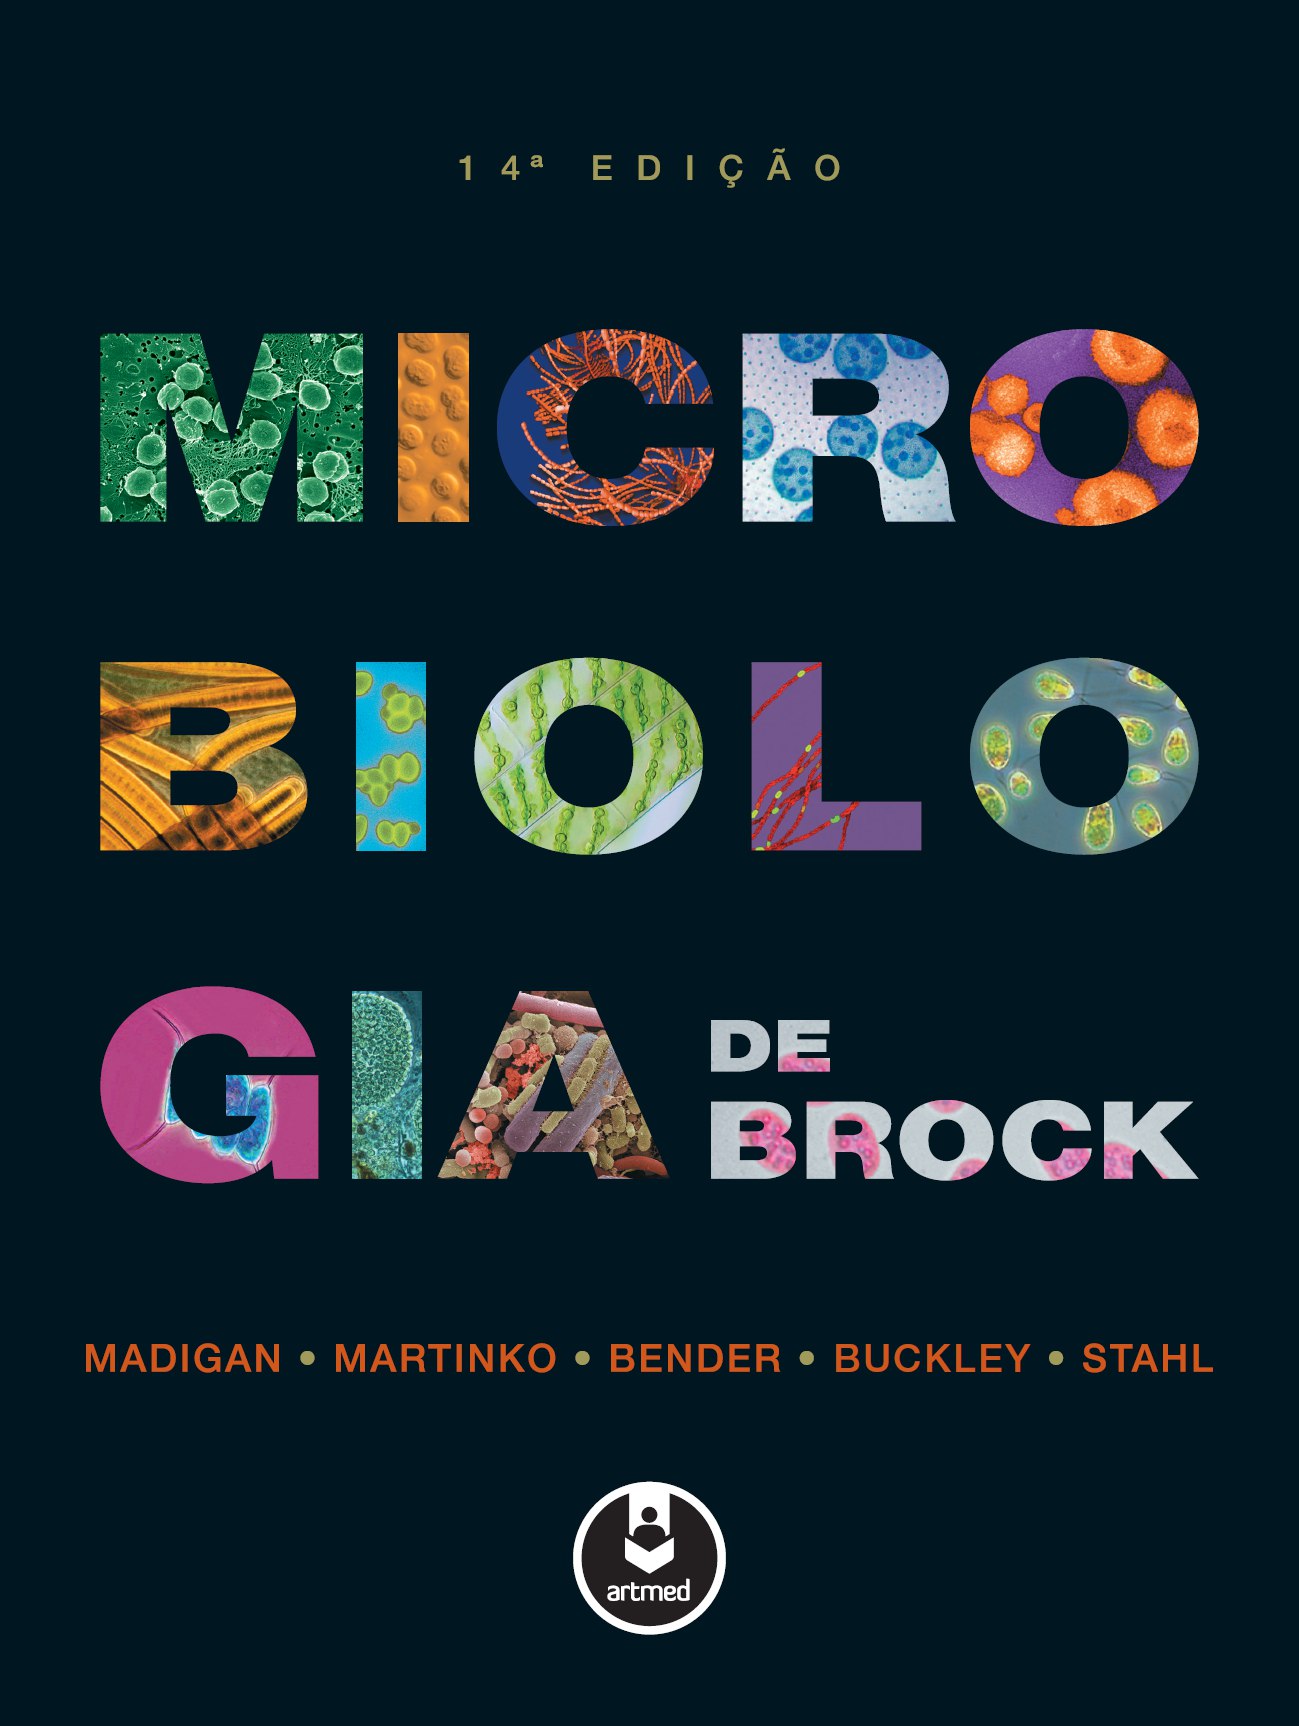 14ª EDIÇÃO
MICRO
BIOLO
GIA DE
BROCK
MADIGAN • MARTINKO • BENDER • BUCKLEY • STAHL
artmed